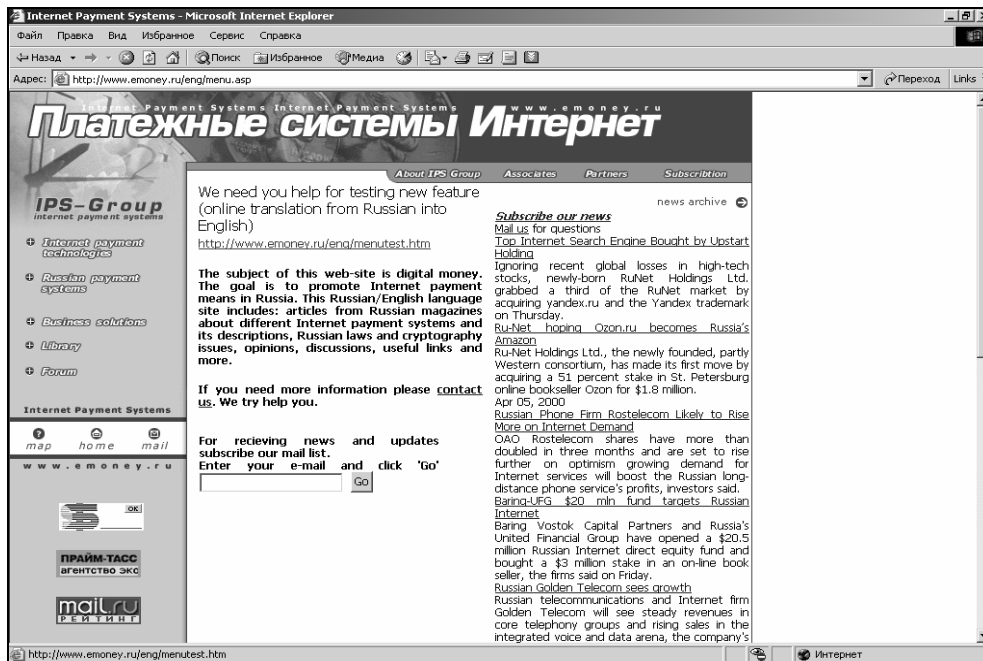 Internet Payment Systems - Microsoft Internet Explorer
Файл Правка Вид Избранное Сервис Справка
Назад Поиск Избранное Медиа
Адрес: http://www.emoney.ru/eng/menu.asp Переход Links
Internet Payment Systems Internet Payment Systems www.emoney.ru
Платежные системы Интернет
About IPS Group Associates Partners Subscribtion
IPS-Group
internet payment systems
Internet payment
technologies
Russian payment
systems
Business solutions
Library
Forum
Internet Payment Systems
map home mail
www.emoney.ru
OK
ПРАЙМ-ТАСС
агентство экс
mail.ru
РЕЙТИНГ
We need you help for testing new feature
(online translation from Russian into
English)
http://www.emoney.ru/eng/menutest.htm
The subject of this web-site is digital money.
The goal is to promote Internet payment
means in Russia. This Russian/English language
site includes: articles from Russian magazines
about different Internet payment systems and
its descriptions, Russian laws and cryptography
issues, opinions, discussions, useful links and
more.
If you need more information please contact
us. We try help you.
For recieving news and updates
subscribe our mail list.
Enter your e-mail and click 'Go'
Go
news archive
Subscribe our news
Mail us for questions
Top Internet Search Engine Bought by Upstart
Holding
Ignoring recent global losses in high-tech
stocks, newly-born RuNet Holdings Ltd.
grabbed a third of the RuNet market by
acquiring yandex.ru and the Yandex trademark
on Thursday.
Ru-Net hoping Ozon.ru becomes Russia's
Amazon
Ru-Net Holdings Ltd., the newly founded, partly
Western consortium, has made its first move by
acquiring a 51 percent stake in St. Petersburg
online bookseller Ozon for $1.8 million.
Apr 05, 2000
Russian Phone Firm Rostelecom Likely to Rise
More on Internet Demand
OAO Rostelecom shares have more than
doubled in three months and are set to rise
further on optimism growing demand for
Internet services will boost the Russian long-
distance phone service's profits, investors said.
Baring-UFG $20 mln fund targets Russian
Internet
Baring Vostok Capital Partners and Russia's
United Financial Group have opened a $20.5
million Russian Internet direct equity fund and
bought a $3 million stake in an on-line book
seller, the firms said on Friday.
Russian Golden Telecom sees growth
Russian telecommunications and Internet firm
Golden Telecom will see steady revenues in
core telephony groups and rising sales in the
integrated voice and data arena, the company's
http://www.emoney.ru/eng/menutest.htm Интернет